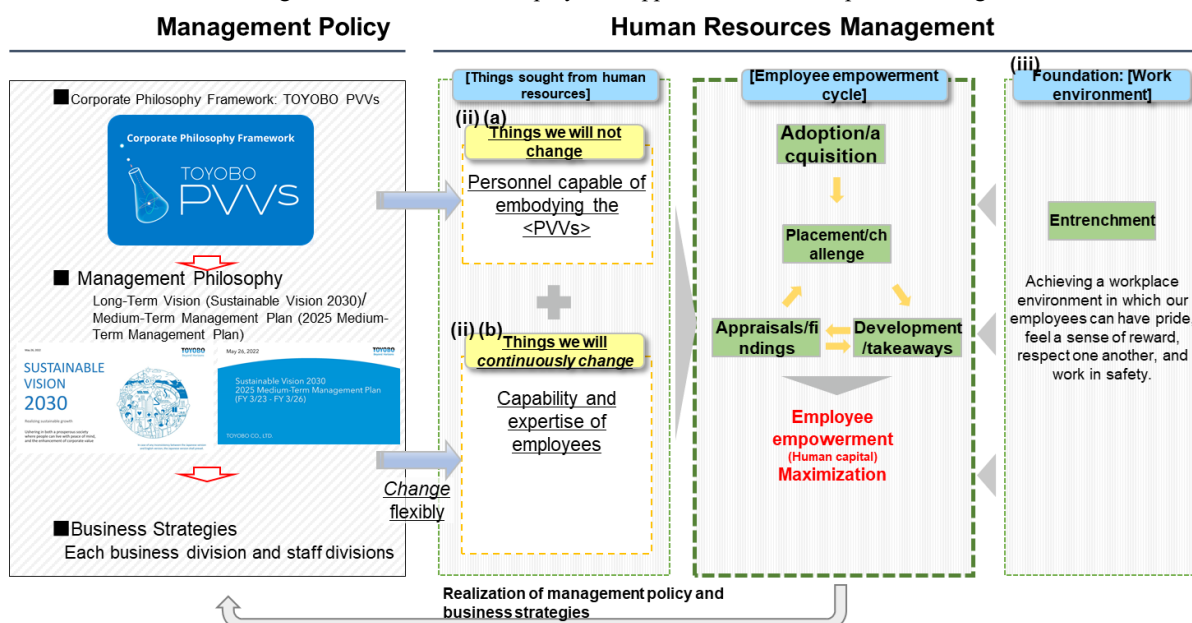 Management Policy
Human Resources Management
■Corporate Philosophy Framework: TOYOBO PVVs
Corporate Philosophy Framework
TOYOBO
PVVs
■ Management Philosophy
Long-Term Vision (Sustainable Vision 2030)/
Medium-Term Management Plan (2025 Medium-
Term Management Plan)
TOYOBO
SUSTAINABLE
VISION
2030
May 26, 2022
TOYOBO
Sustainable Vision 2030
2025 Medium-Term Management Plan
(FY 3/23 - FY 3/26)
TOYOBO CO., LTD.
■Business Strategies
Each business division and staff divisions
Change
flexibly
[Things sought from human
resources]
(ii) (a)
Things we will not
change
Personnel capable of
embodying the
<PVVs>
(ii) (b)
Things we will
continuously change
Capability and
expertise of
employees
[Employee empowerment
cycle]
Adoption/a
cquisition
Placement/ch
allenge
Appraisals/fi
ndings
Development
/takeaways
Employee
empowerment
(Human capital)
Maximization
(iii)
Foundation: [Work
environment]
Entrenchment
Achieving a workplace
environment in which our
employees can have pride,
feel a sense of reward,
respect one another, and
work in safety.
Realization of management policy and
business strategies